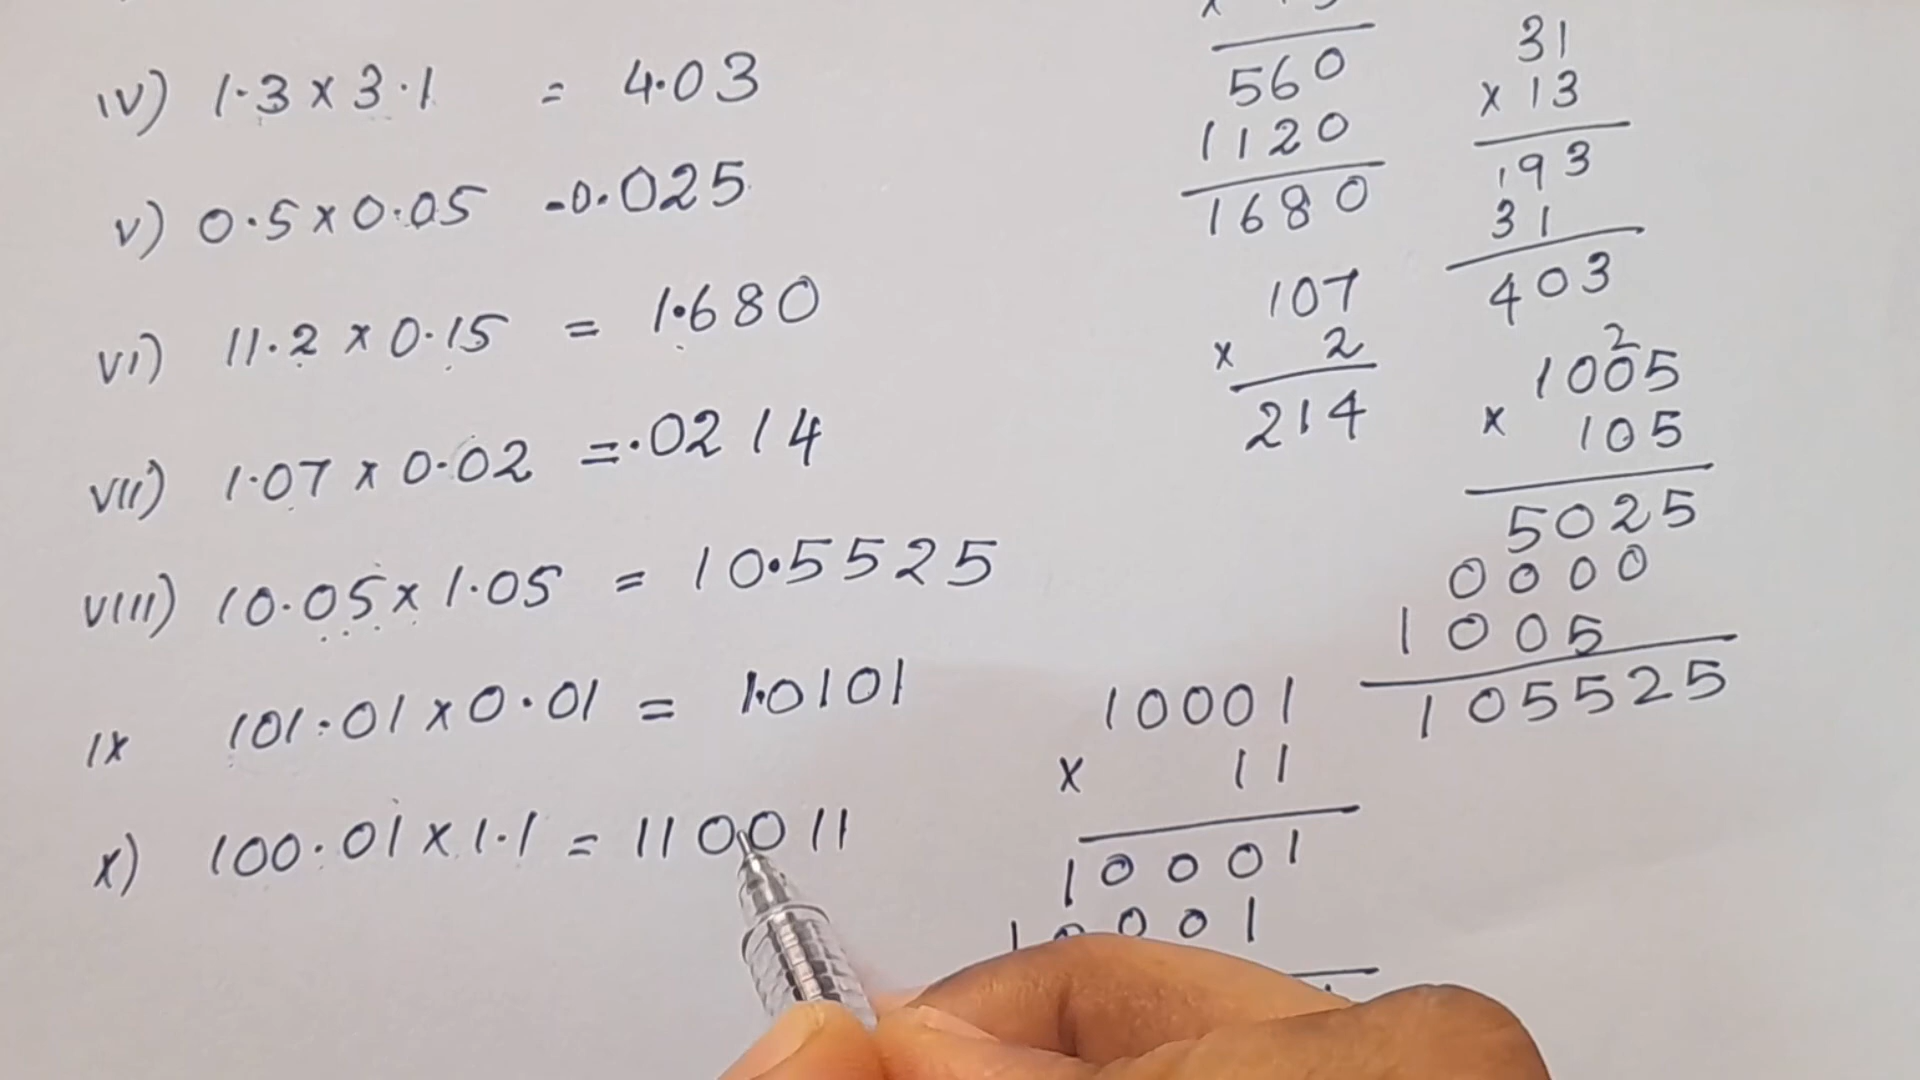 iv) 1.3 x 3.1 = 4.03
v) 0.5 x 0.05 -0.025
vi) 11.2 x 0.15 = 1.680
vii) 1.07 x 0.02 = .0214
viii) 10.05 x 1.05 = 10.5525
ix 101.01 x 0.01 = 1.0101
x) 100.01 x 1.1 = 110011
560
1120
1680
31
x 13
193
31
403
107
x 2
214
2
1005
x 105
5025
0000
1005
105525
10001
x 11
10001
10001